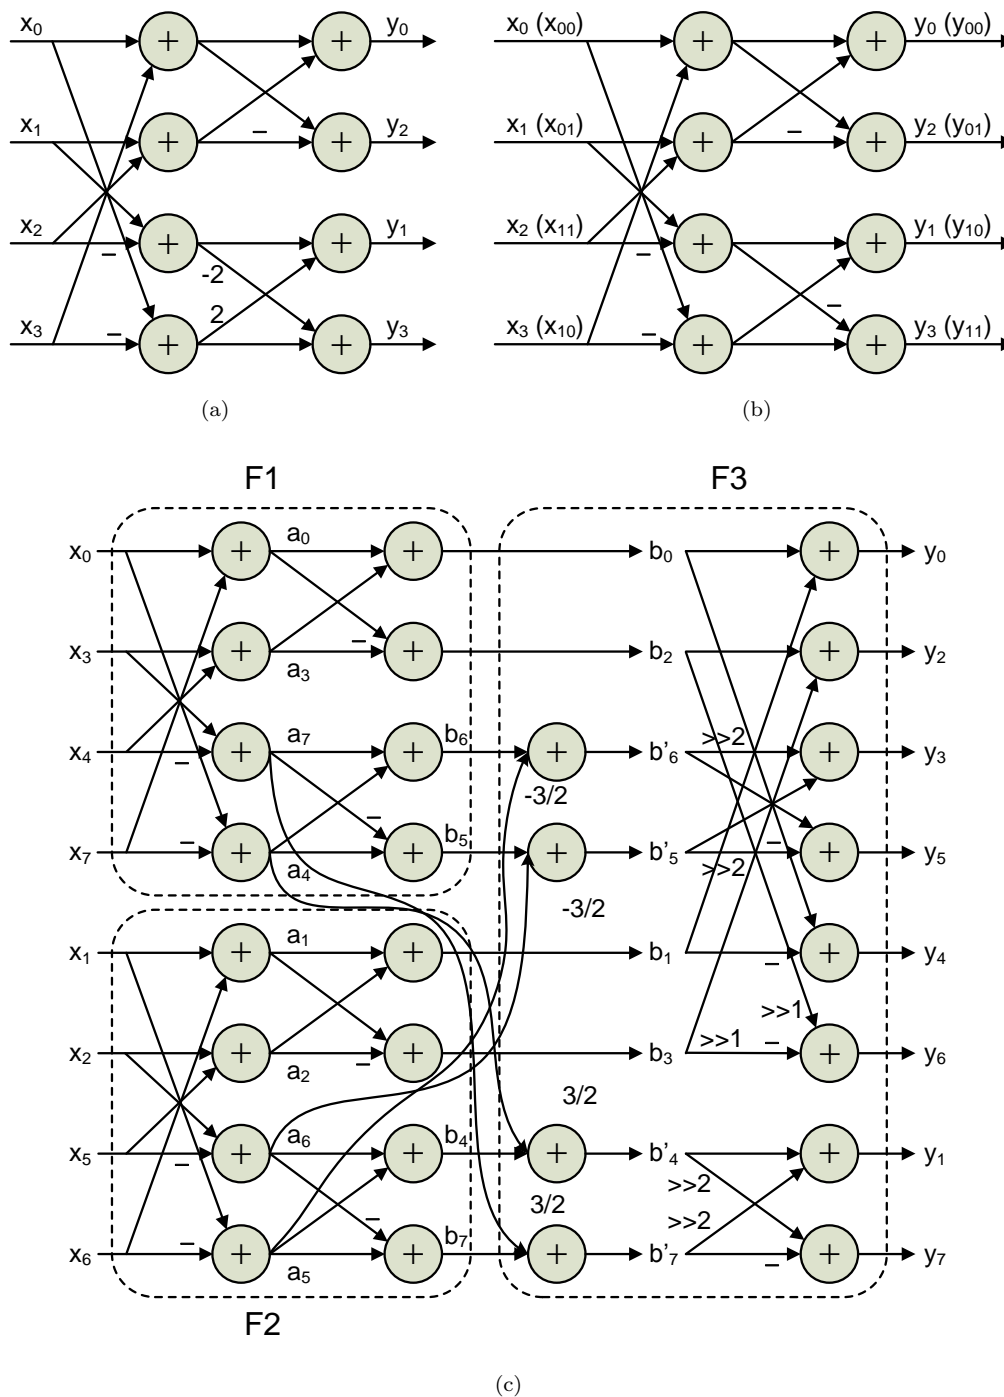 x0 + + y0
x1 + – + y2
x2 – + -2 + y1
x3 – + 2 + y3
(a)
x0 (x00) + + y0 (y00)
x1 (x01) + – + y2 (y01)
x2 (x11) – + + y1 (y10)
x3 (x10) – + – + y3 (y11)
(b)
F1 F3
x0 + a0 + b0 + y0
x3 + a3 – + b2 + y2
x4 – + a7 + b6 + -3/2 b'6 >>2 + y3
x7 – + a4 – + b5 + -3/2 b'5 >>2 – + y5
x1 + a1 + b1 – + y4
x2 + a2 – + b3 >>1 >>1 – + y6
x5 – + a6 + b4 3/2 + b'4 >>2 + y1
x6 – + a5 – + b7 3/2 + b'7 >>2 – + y7
F2
(c)